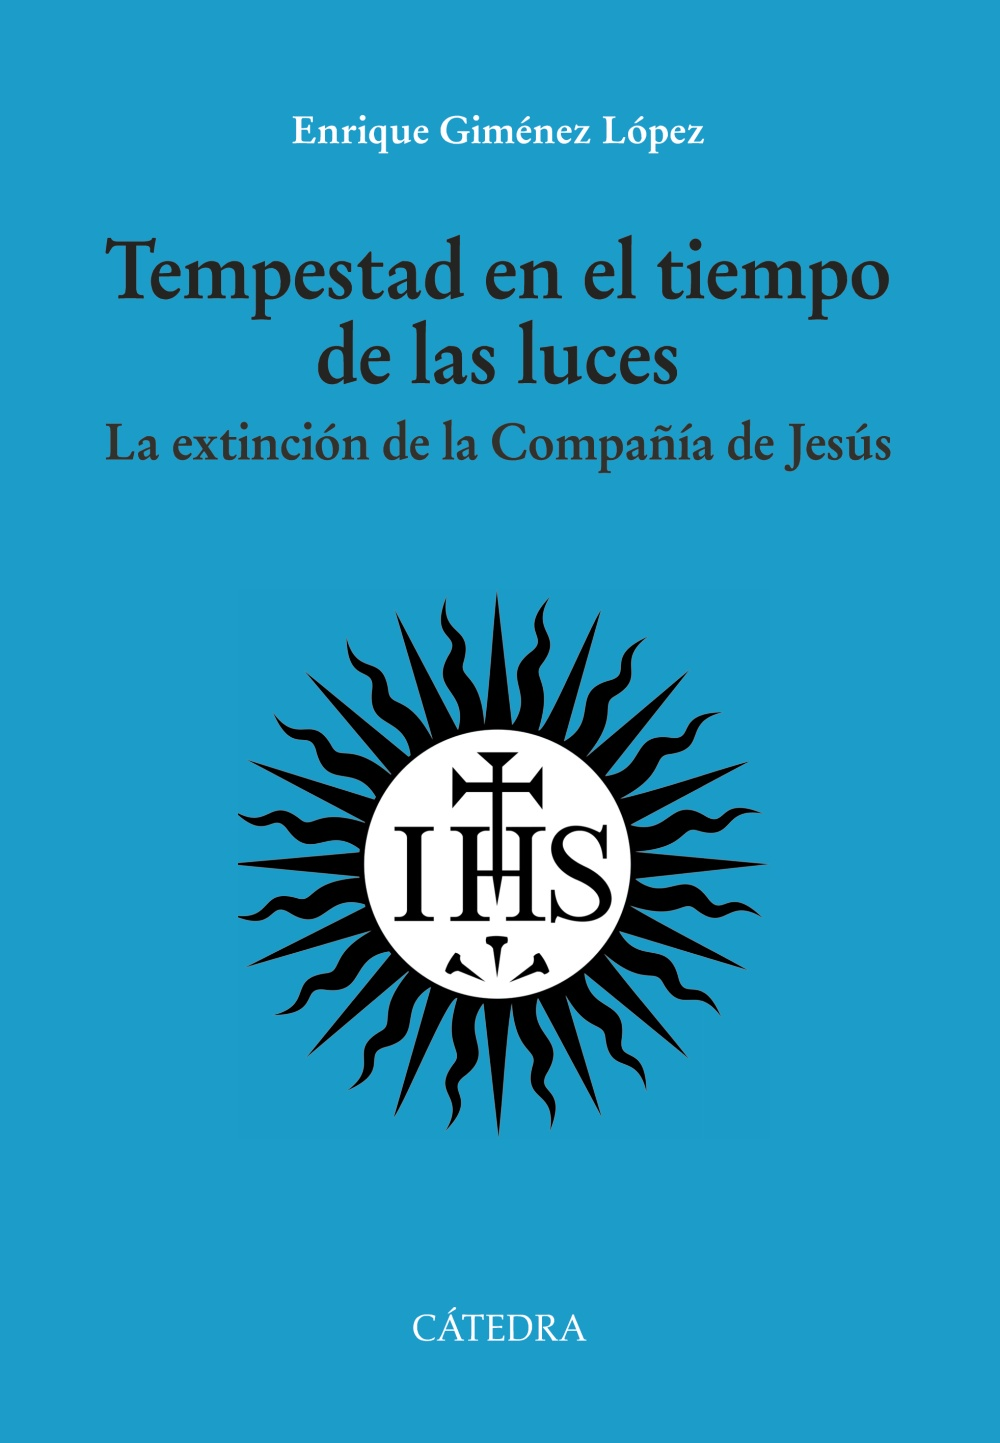 Enrique Giménez López
Tempestad en el tiempo
de las luces
La extinción de la Compañía de Jesús
IHS
CÁTEDRA